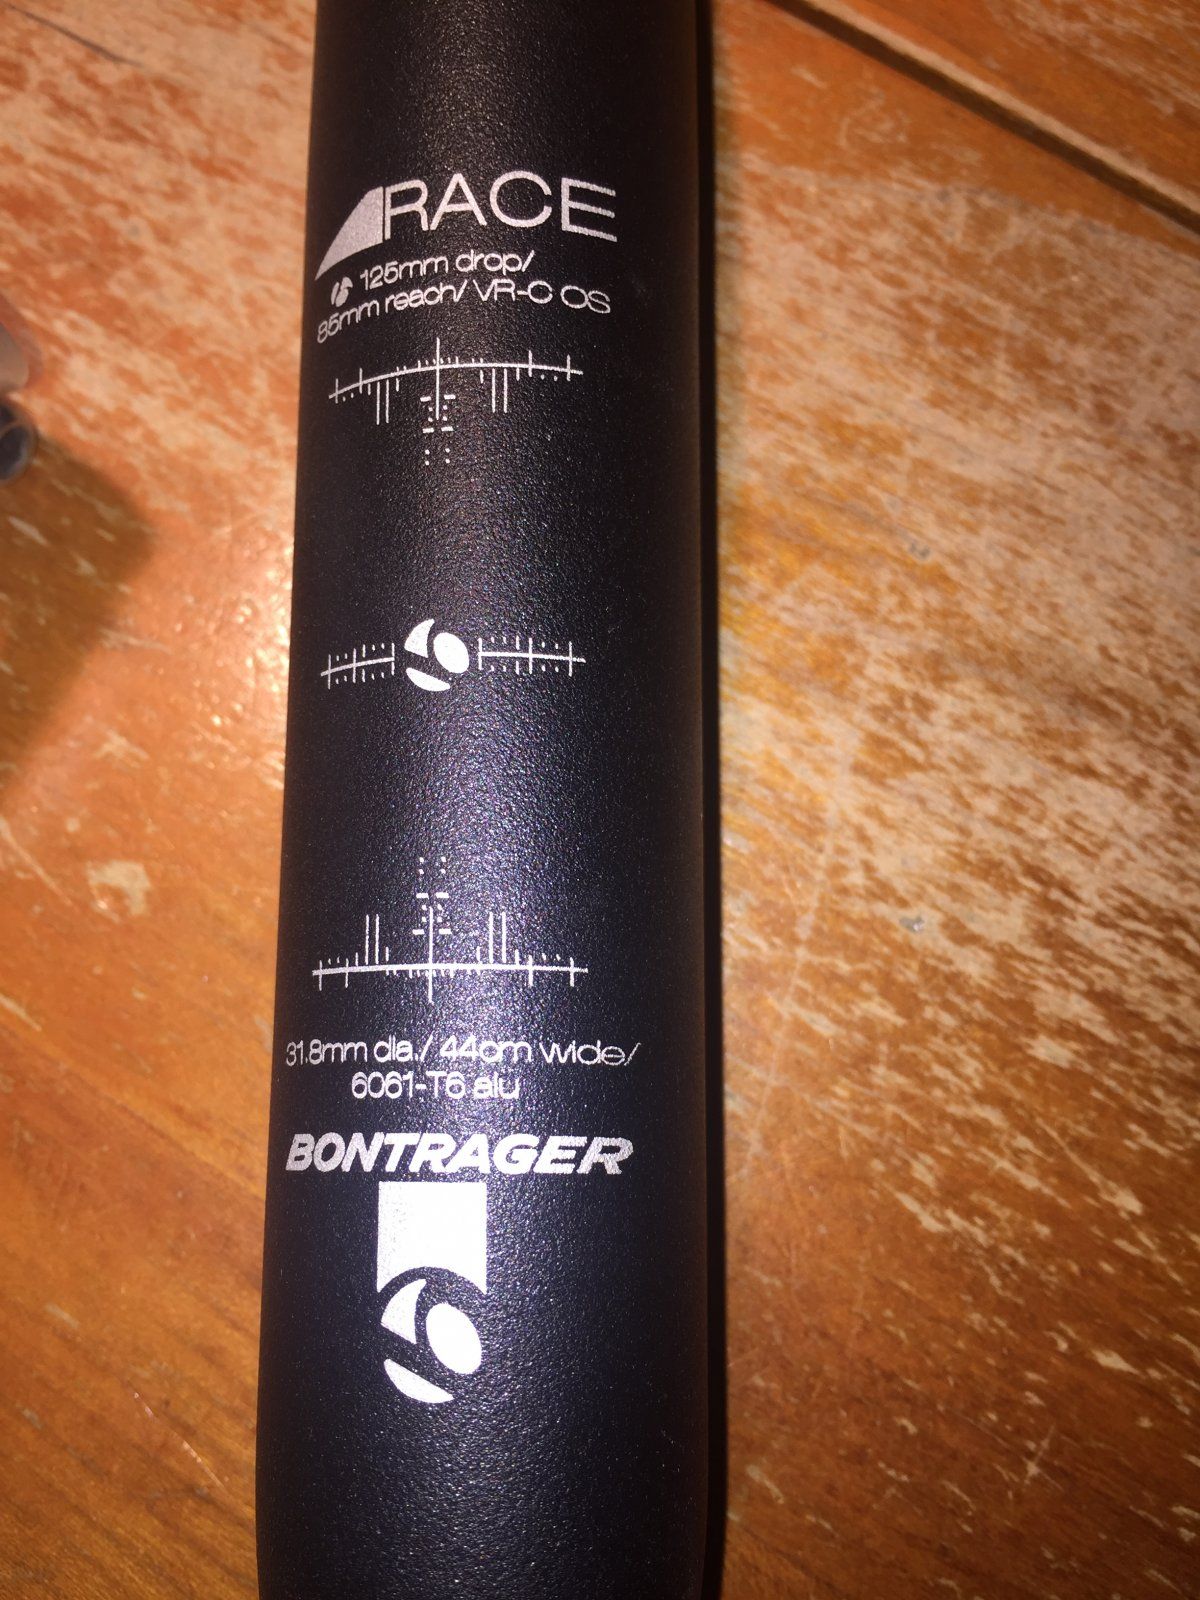 RACE
125mm drop/
85mm reach/ VR-C OS
31.8mm dia./ 44cm wide/
6061-T6 alu
BONTRAGER